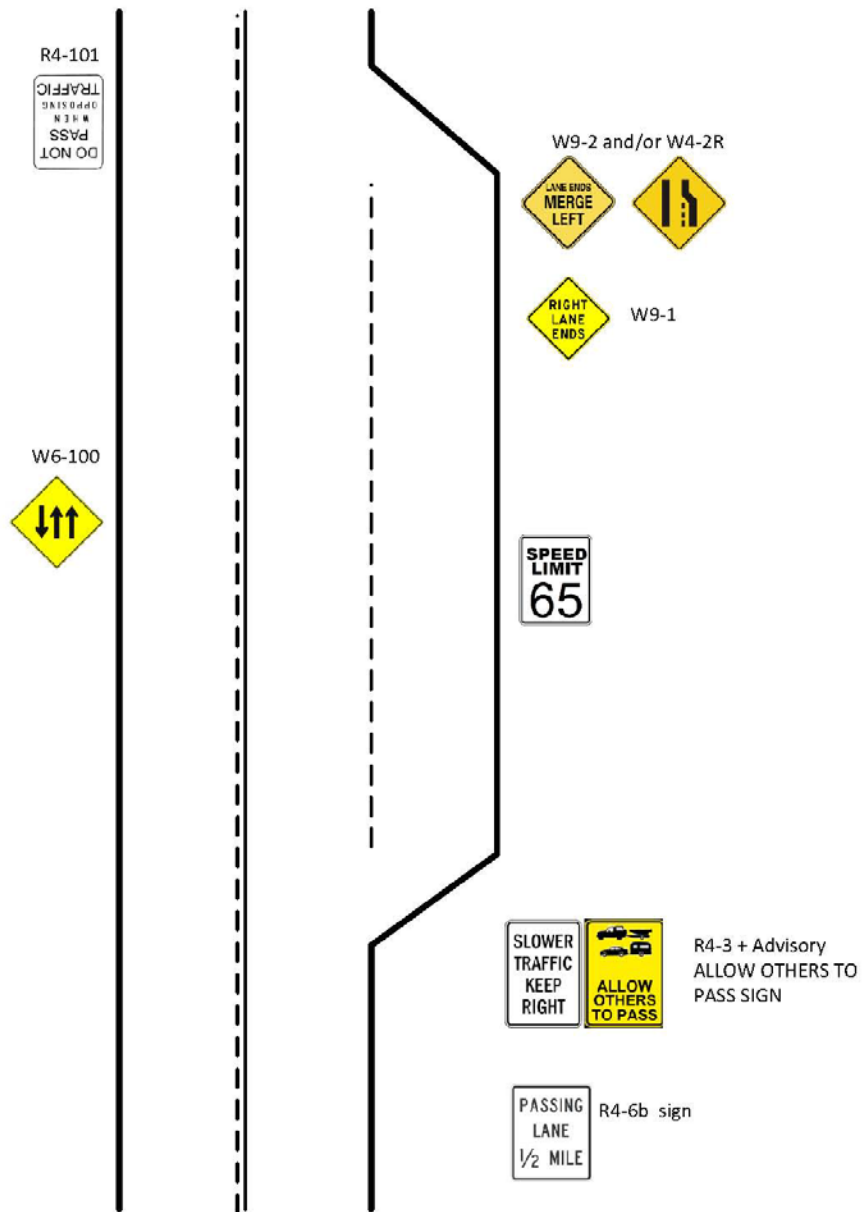 R4-101
DO NOT
PASS
WHEN
OPPOSING
TRAFFIC
W9-2 and/or W4-2R
LANE ENDS
MERGE
LEFT
RIGHT
LANE
ENDS
W9-1
W6-100
SPEED
LIMIT
65
SLOWER
TRAFFIC
KEEP
RIGHT
ALLOW
OTHERS
TO PASS
R4-3 + Advisory
ALLOW OTHERS TO
PASS SIGN
PASSING
LANE
1/2 MILE
R4-6b sign